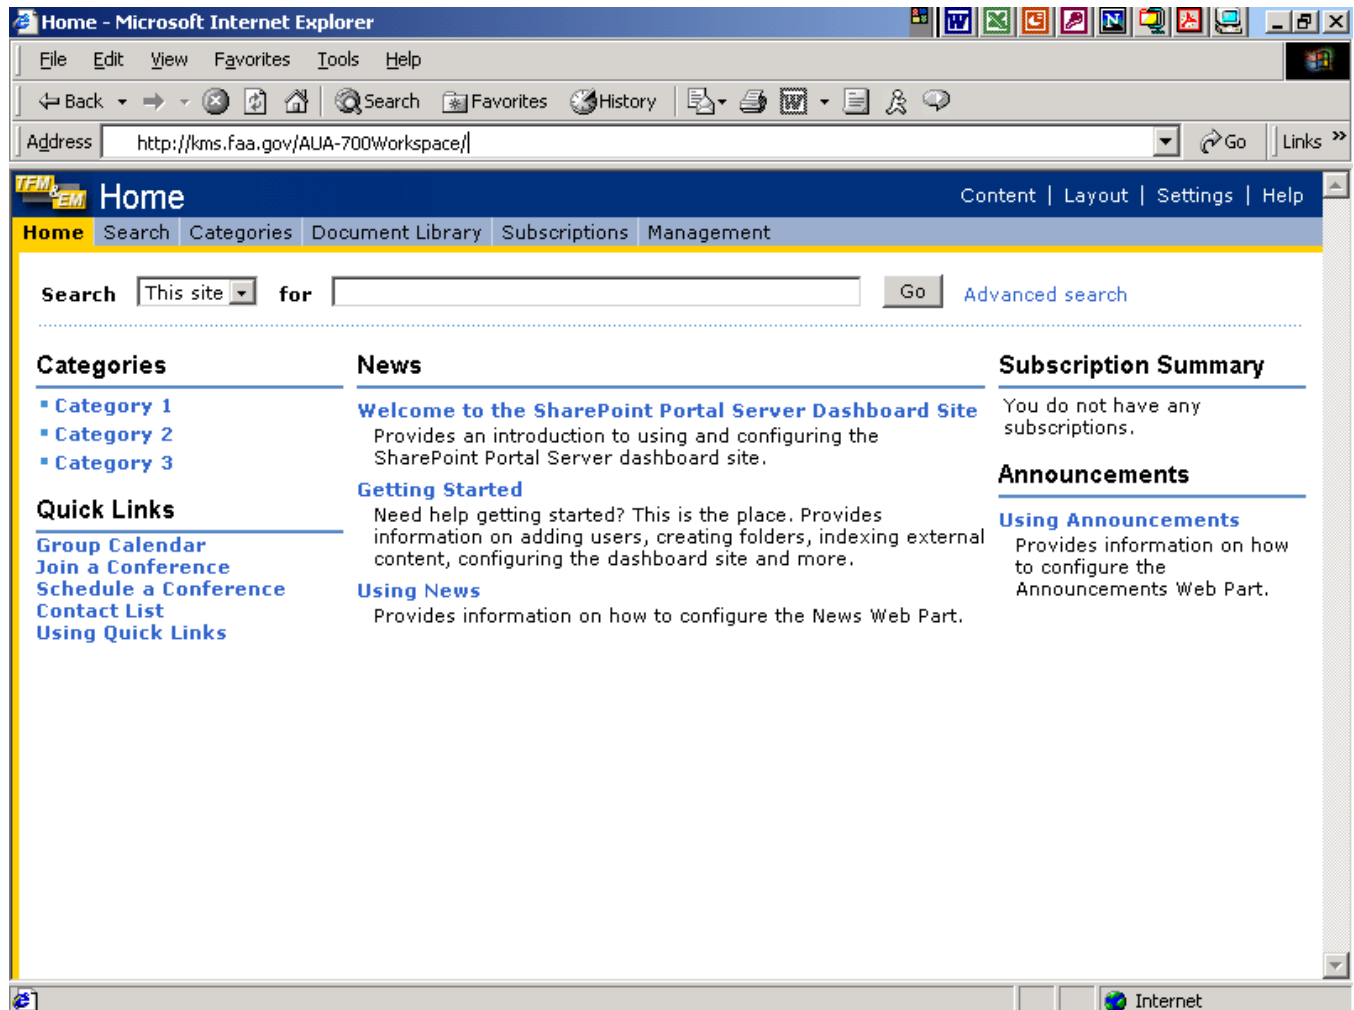 Home - Microsoft Internet Explorer
File Edit View Favorites Tools Help
Back Search Favorites History
Address http://kms.faa.gov/AUA-700Workspace/ Go Links »
TFM & EM Home Content | Layout | Settings | Help
Home Search Categories Document Library Subscriptions Management
Search This site for Go Advanced search
Categories
Category 1
Category 2
Category 3
Quick Links
Group Calendar
Join a Conference
Schedule a Conference
Contact List
Using Quick Links
News
Welcome to the SharePoint Portal Server Dashboard Site
Provides an introduction to using and configuring the
SharePoint Portal Server dashboard site.
Getting Started
Need help getting started? This is the place. Provides
information on adding users, creating folders, indexing external
content, configuring the dashboard site and more.
Using News
Provides information on how to configure the News Web Part.
Subscription Summary
You do not have any
subscriptions.
Announcements
Using Announcements
Provides information on how
to configure the
Announcements Web Part.
Internet